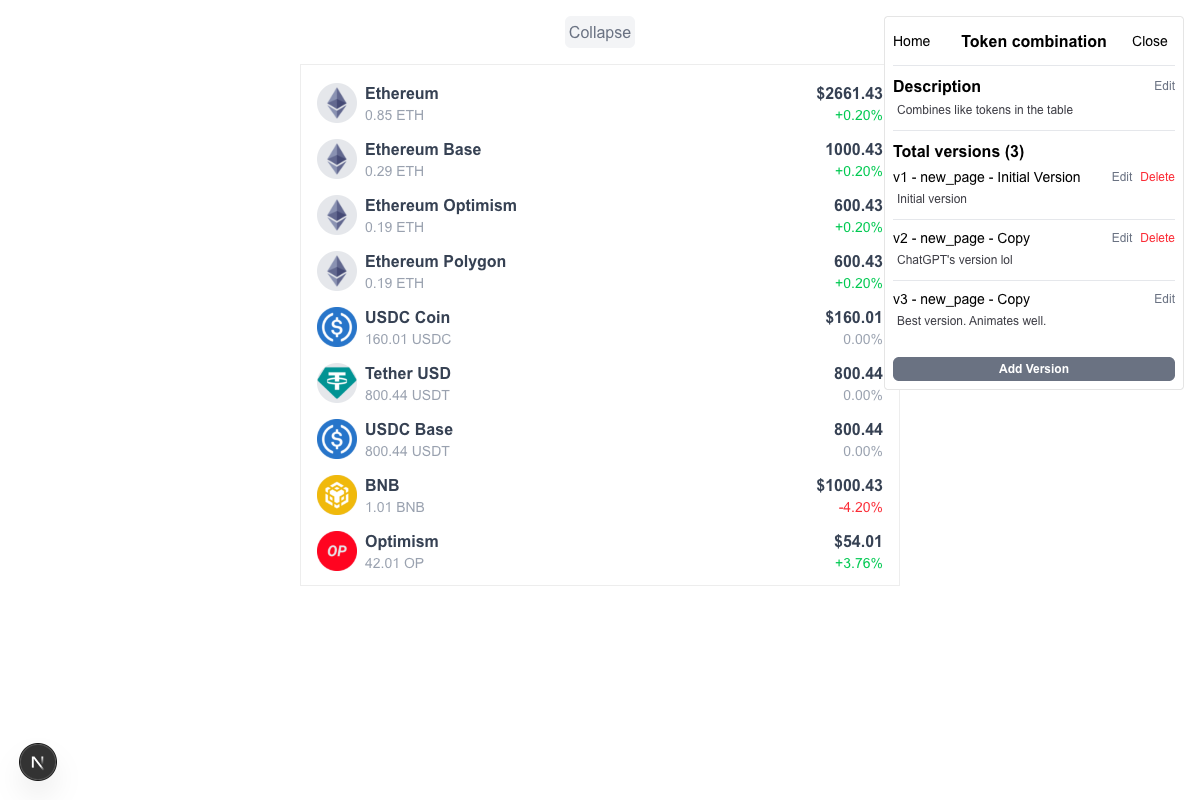 Collapse
Ethereum
$2661.43
0.85 ETH
+0.20%
Ethereum Base
1000.43
0.29 ETH
+0.20%
Ethereum Optimism
600.43
0.19 ETH
+0.20%
Ethereum Polygon
600.43
0.19 ETH
+0.20%
USDC Coin
$160.01
160.01 USDC
0.00%
Tether USD
800.44
800.44 USDT
0.00%
USDC Base
800.44
800.44 USDT
0.00%
BNB
$1000.43
1.01 BNB
-4.20%
OP
Optimism
$54.01
42.01 OP
+3.76%
Home Token combination Close
Description Edit
Combines like tokens in the table
Total versions (3)
v1 - new_page - Initial Version Edit Delete
Initial version
v2 - new_page - Copy Edit Delete
ChatGPT's version lol
v3 - new_page - Copy Edit
Best version. Animates well.
Add Version
N